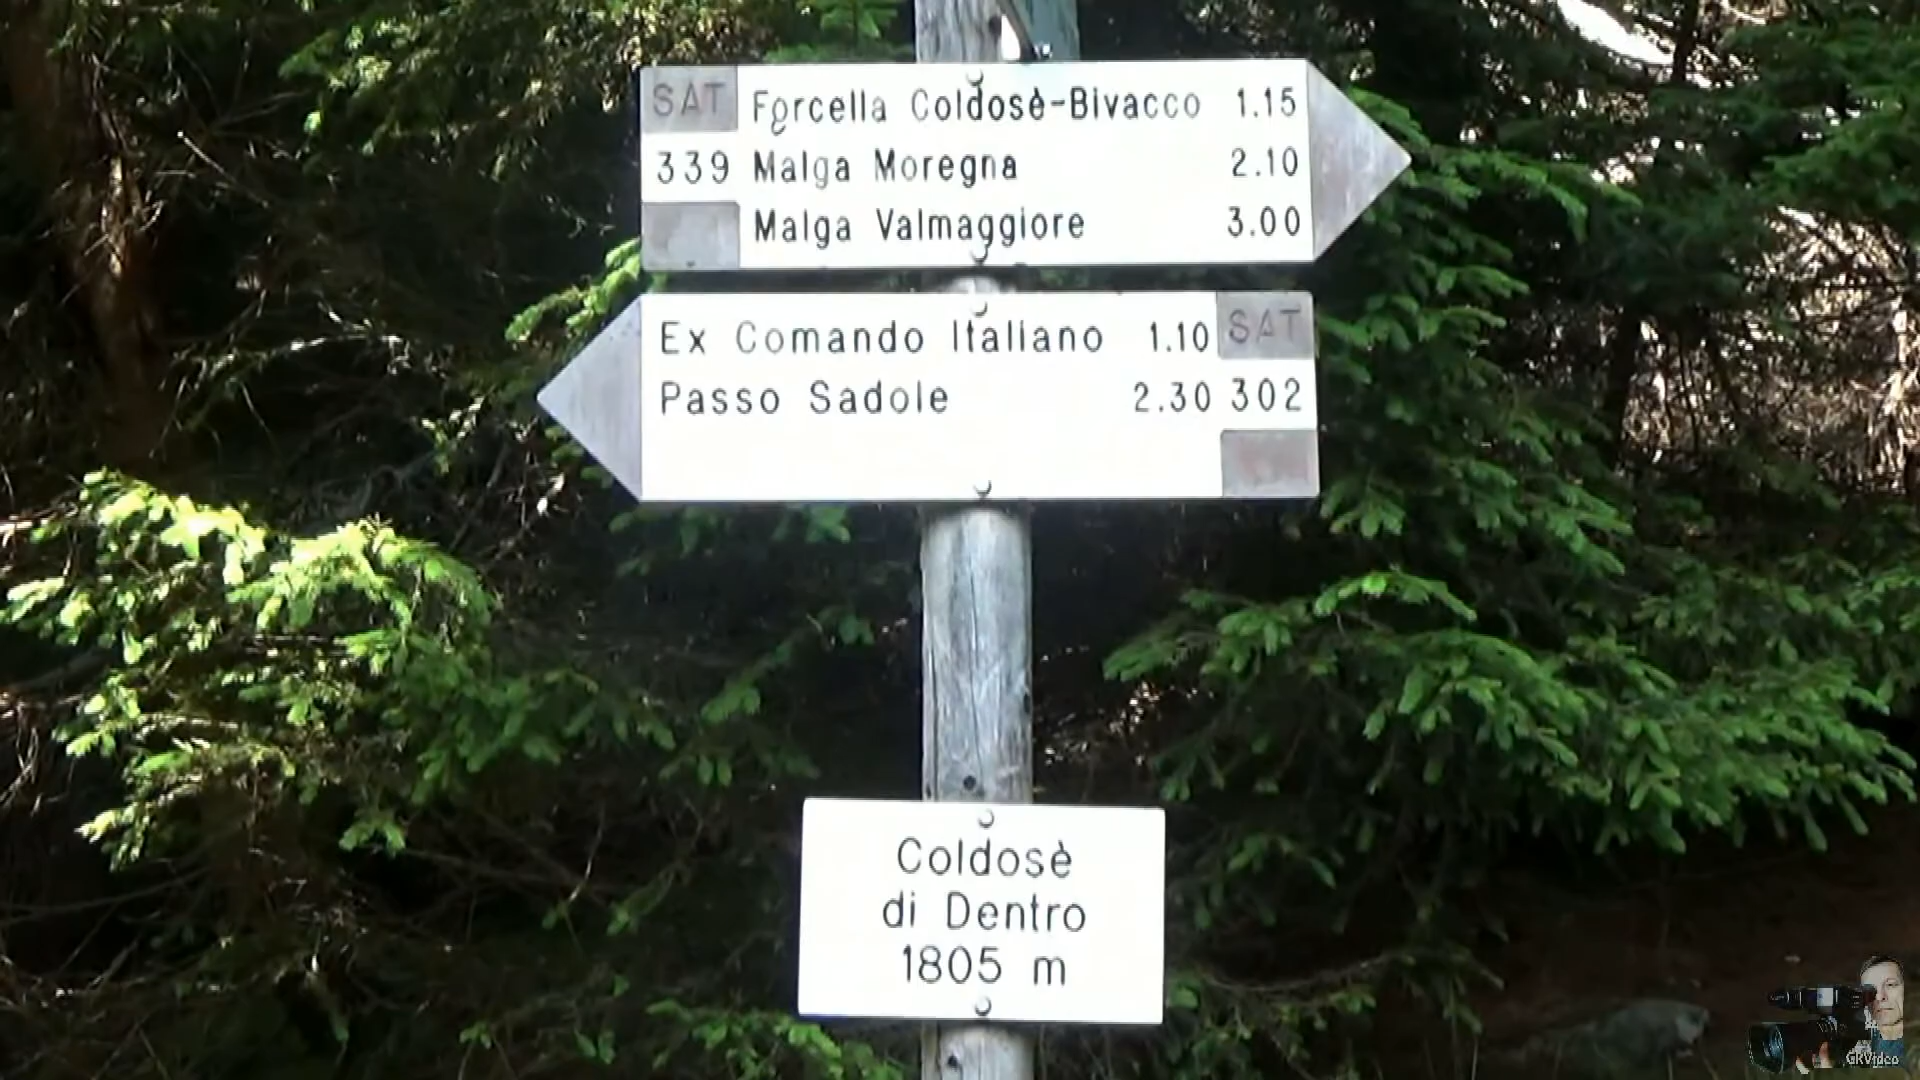 SAT Forcella Coldosè-Bivacco 1.15
339 Malga Moregna 2.10
Malga Valmaggiore 3.00
Ex Comando Italiano 1.10 SAT
Passo Sadole 2.30 302
Coldosè
di Dentro
1805 m
GRVideo